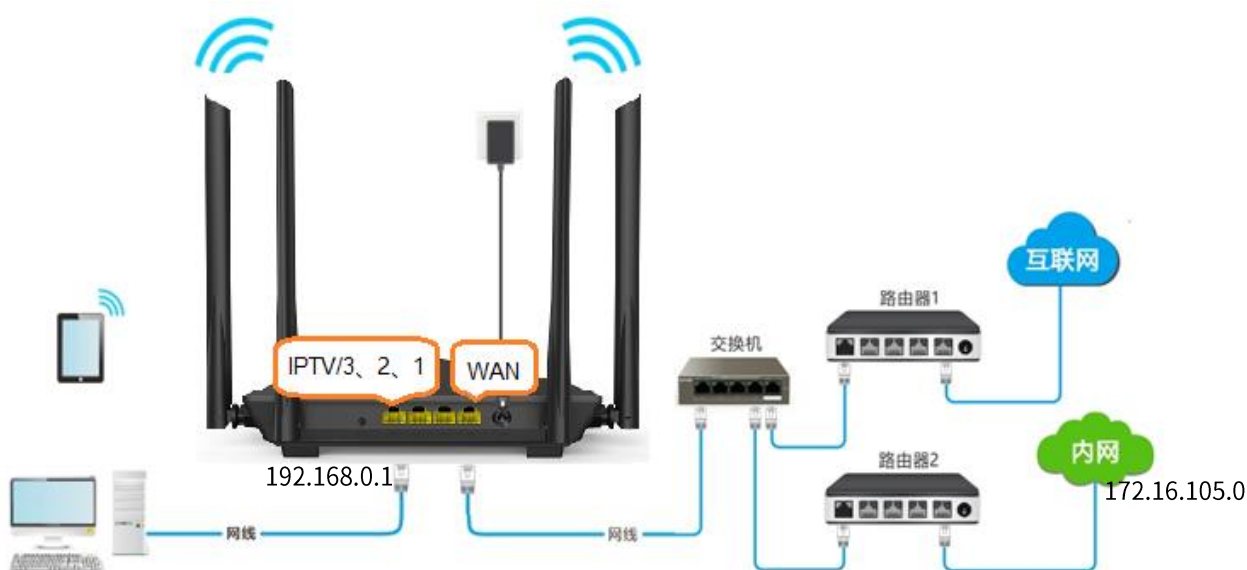 互联网
路由器1
交换机
IPTV/3、2、1
WAN
路由器2
内网
192.168.0.1
172.16.105.0
网线
网线